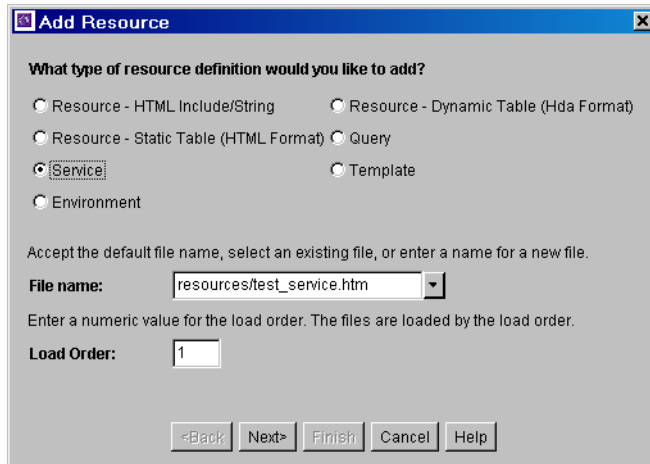 Add Resource
What type of resource definition would you like to add?
Resource - HTML Include/String Resource - Dynamic Table (Hda Format)
Resource - Static Table (HTML Format) Query
Service Template
Environment
Accept the default file name, select an existing file, or enter a name for a new file.
File name: resources/test_service.htm
Enter a numeric value for the load order. The files are loaded by the load order.
Load Order: 1
<Back Next> Finish Cancel Help